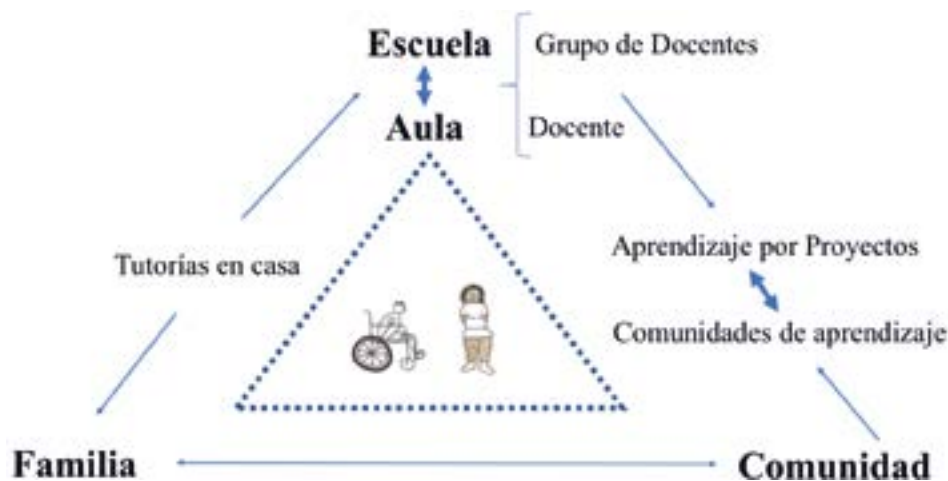 Escuela
Grupo de Docentes
Aula
Docente
Tutorías en casa
Aprendizaje por Proyectos
Comunidades de aprendizaje
Familia
Comunidad